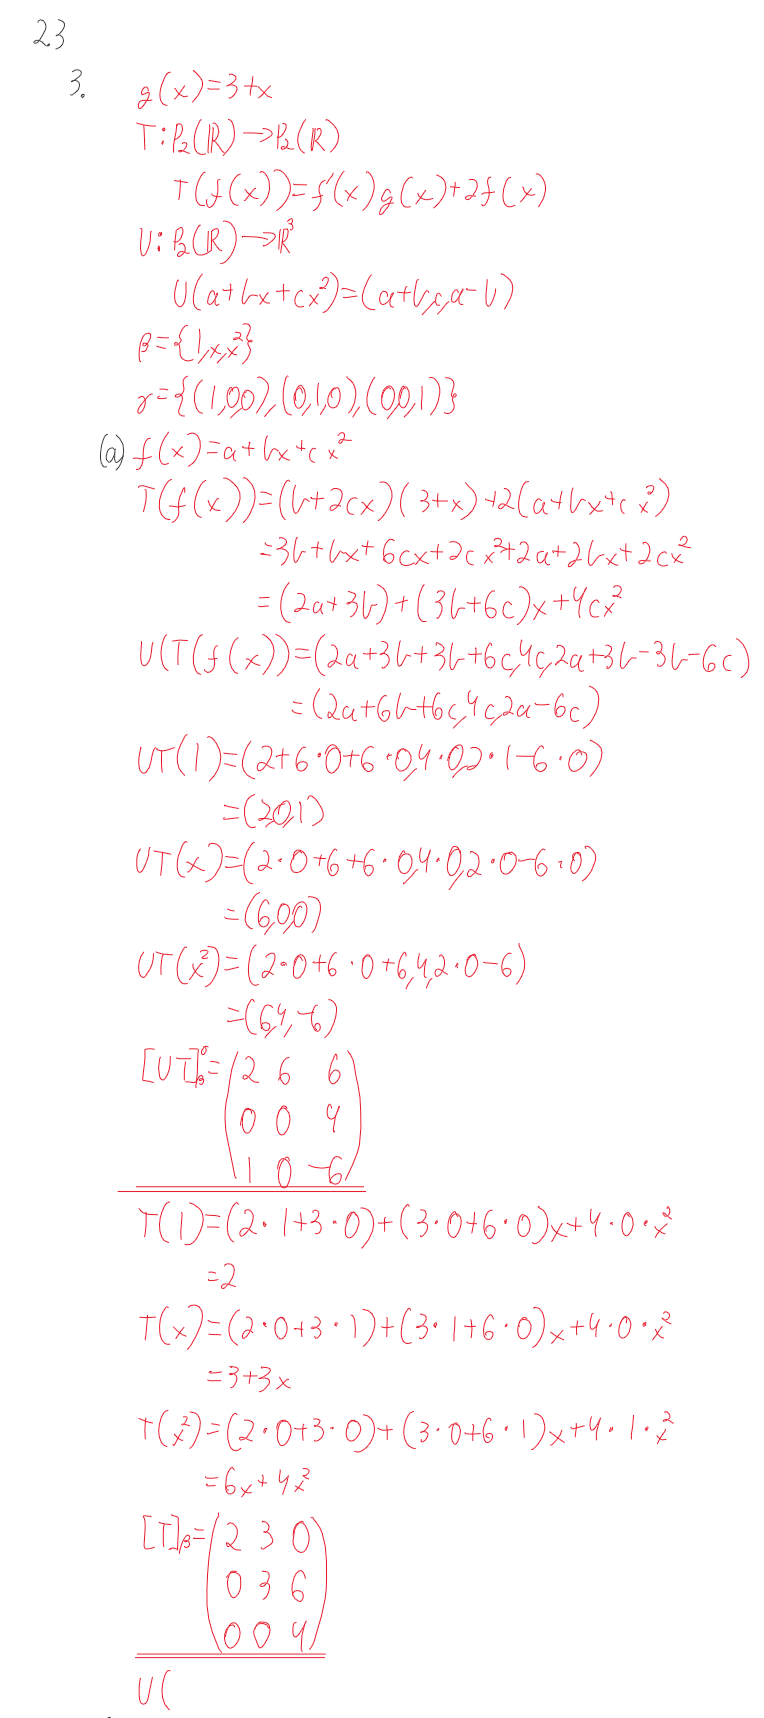 23
3. g(x)=3+x
T:P₂(ℝ)→P₂(ℝ)
T(f(x))=f'(x)g(x)+2f(x)
U:P₂(ℝ)→ℝ³
U(a+bx+cx²)=(a+b,c,a-b)
β={1,x,x²}
γ={(1,0,0),(0,1,0),(0,0,1)}
(a) f(x)=a+bx+cx²
T(f(x))=(b+2cx)(3+x)+2(a+bx+cx²)
=3b+bx+6cx+2cx²+2a+2bx+2cx²
=(2a+3b)+(3b+6c)x+4cx²
U(T(f(x))=(2a+3b+3b+6c,4c,2a+3b-3b-6c)
=(2a+6b+6c,4c,2a-6c)
UT(1)=(2+6·0+6·0,4·0,2·1-6·0)
=(2,0,1)
UT(x)=(2·0+6+6·0,4·0,2·0-6·0)
=(6,0,0)
UT(x²)=(2·0+6·0+6,4,2·0-6)
=(6,4,-6)
[UT]ᵧᵦ=(2 6 6
0 0 4
1 0 -6)
T(1)=(2·1+3·0)+(3·0+6·0)x+4·0·x²
=2
T(x)=(2·0+3·1)+(3·1+6·0)x+4·0·x²
=3+3x
T(x²)=(2·0+3·0)+(3·0+6·1)x+4·1·x²
=6x+4x²
[T]ᵦ=(2 3 0
0 3 6
0 0 4)
U(